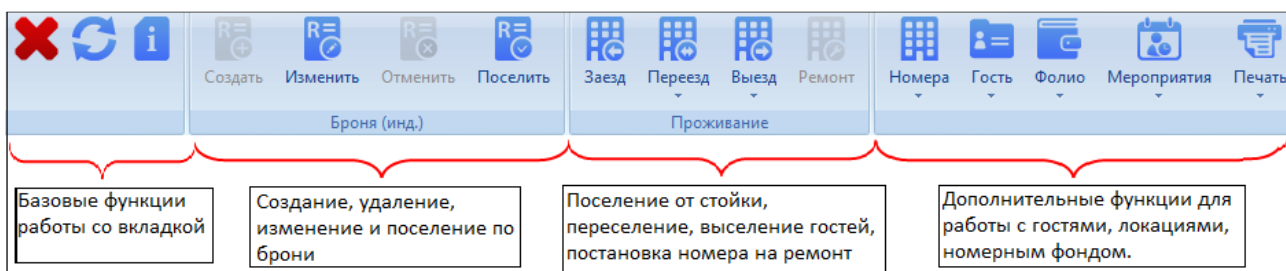 Создать Изменить Отменить Поселить Заезд Переезд Выезд Ремонт Номера Гость Фолио Мероприятия Печать
Броня (инд.) Проживание
Базовые функции
работы со вкладкой
Создание, удаление,
изменение и поселение по
брони
Поселение от стойки,
переселение, выселение гостей,
постановка номера на ремонт
Дополнительные функции для
работы с гостями, локациями,
номерным фондом.